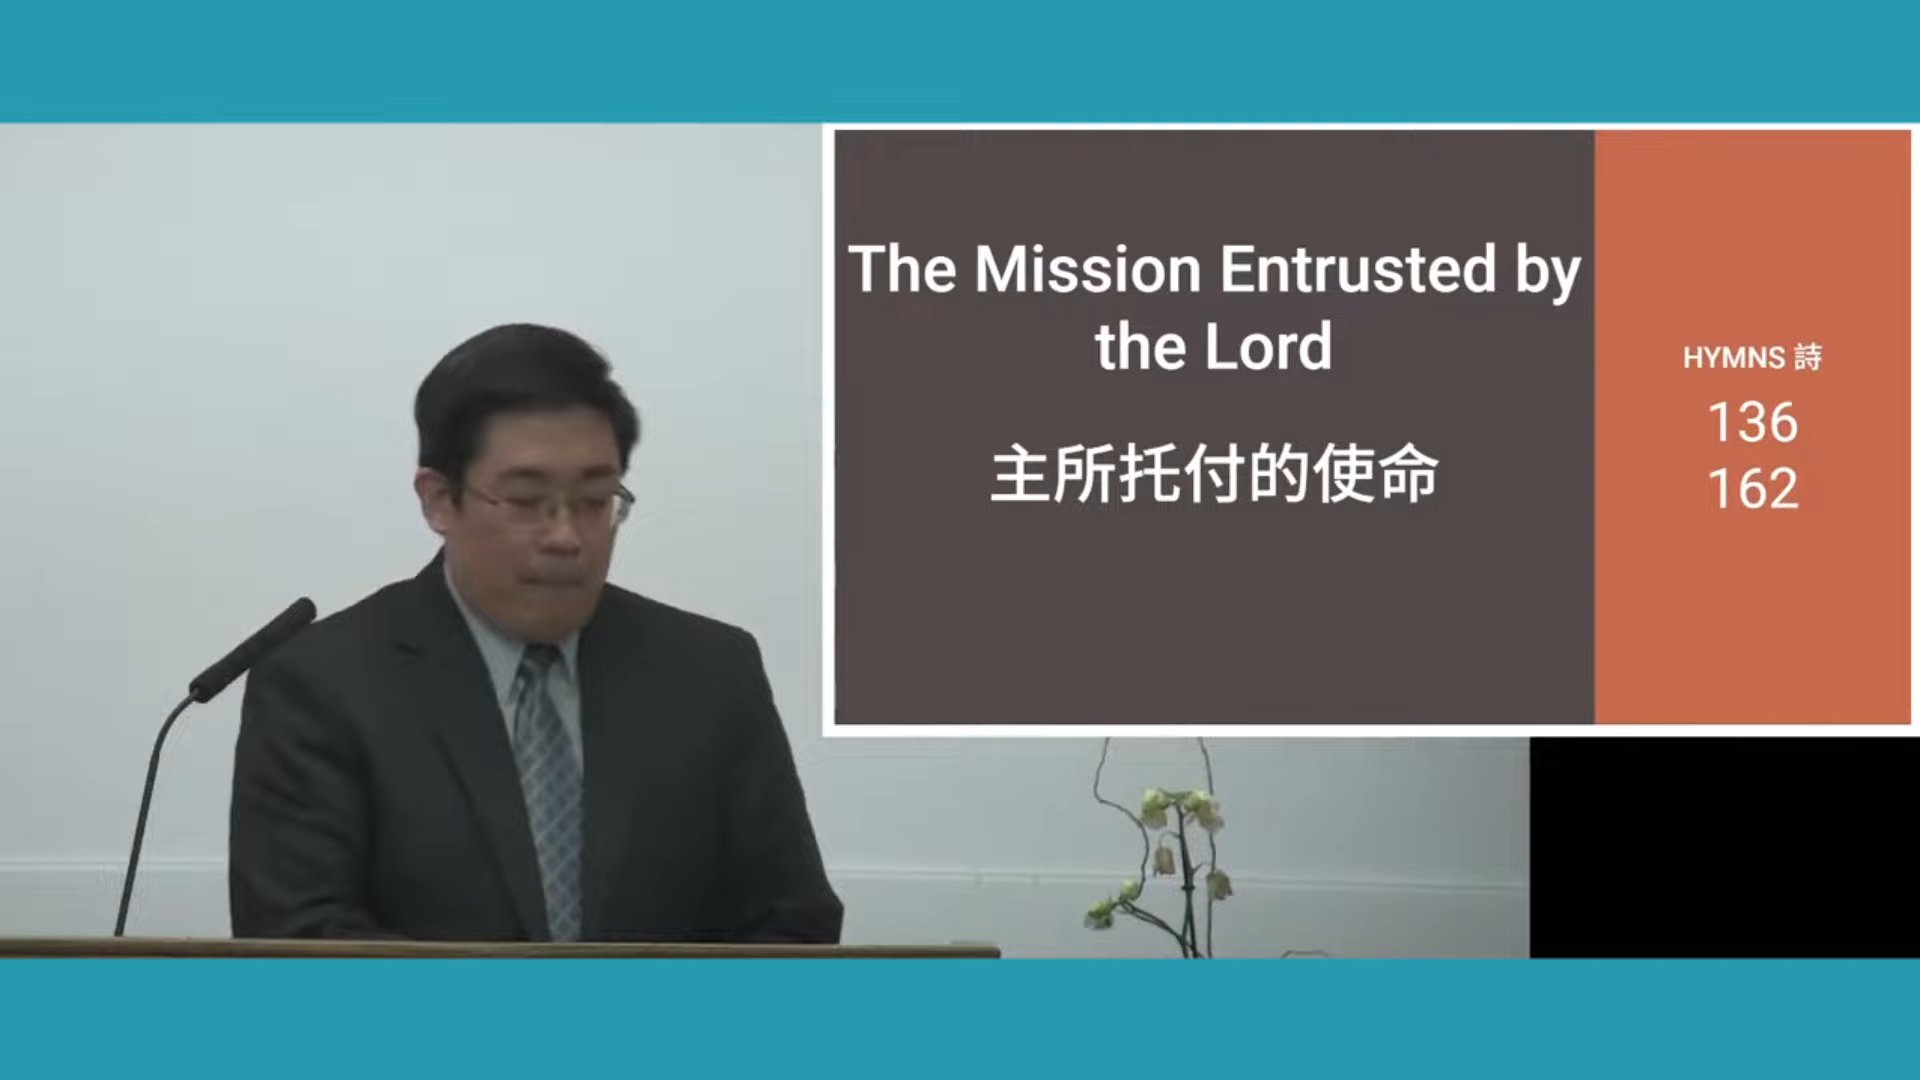 The Mission Entrusted by
the Lord
主所托付的使命
HYMNS 詩
136
162